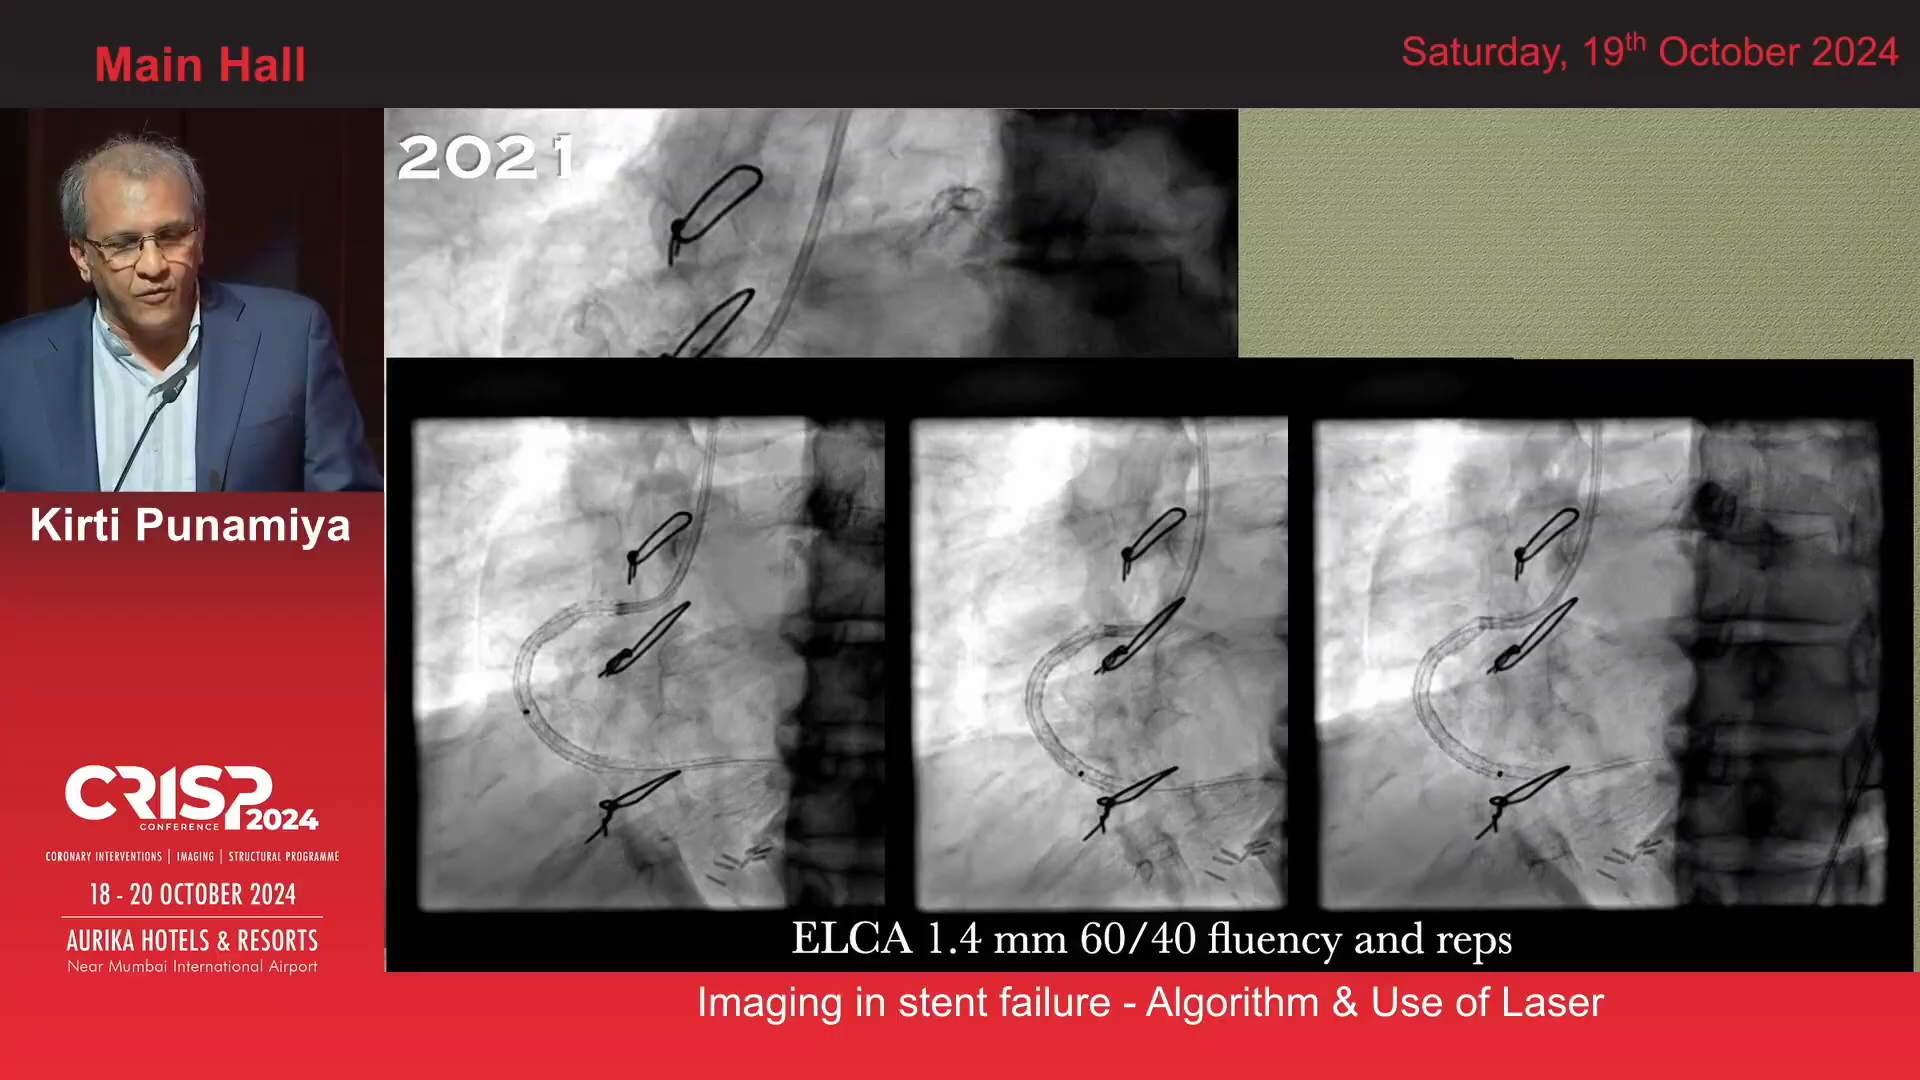 Main Hall
Saturday, 19th October 2024
2021
Kirti Punamiya
CRISP
CONFERENCE 2024
CORONARY INTERVENTIONS | IMAGING | STRUCTURAL PROGRAMME
18 - 20 OCTOBER 2024
AURIKA HOTELS & RESORTS
Near Mumbai International Airport
ELCA 1.4 mm 60/40 fluency and reps
Imaging in stent failure - Algorithm & Use of Laser